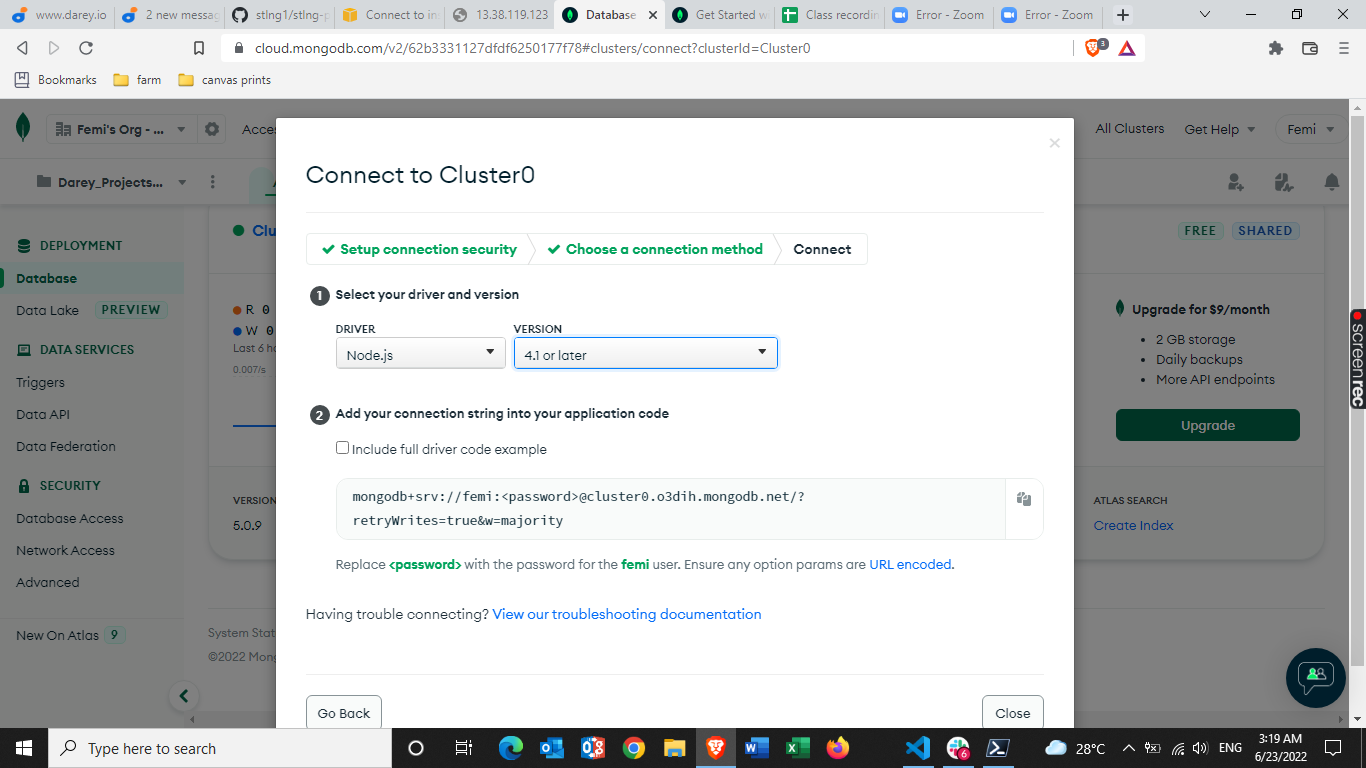 www.darey.io
2 new messag
stlng1/stlng-p
Connect to in
13.38.119.123
Database
Get Started w
Class recordin
Error - Zoom
Error - Zoom
cloud.mongodb.com/v2/62b3331127dfdf6250177f78#clusters/connect?clusterId=Cluster0
3
Bookmarks
farm
canvas prints
Femi's Org - ...
Acces
All Clusters
Get Help
Femi
Darey_Projects...
A
DEPLOYMENT
Database
Data Lake
PREVIEW
DATA SERVICES
Triggers
Data API
Data Federation
SECURITY
Database Access
Network Access
Advanced
New On Atlas 9
Clu
R 0
W 0
Last 6 ho
0.007/s
VERSION
5.0.9
System Stat
©2022 Mong
Connect to Cluster0
Setup connection security
Choose a connection method
Connect
1 Select your driver and version
DRIVER
VERSION
Node.js
4.1 or later
2 Add your connection string into your application code
Include full driver code example
mongodb+srv://femi:<password>@cluster0.o3dih.mongodb.net/?
retryWrites=true&w=majority
Replace <password> with the password for the femi user. Ensure any option params are URL encoded.
Having trouble connecting? View our troubleshooting documentation
Go Back
Close
FREE
SHARED
Upgrade for $9/month
2 GB storage
Daily backups
More API endpoints
Upgrade
ATLAS SEARCH
Create Index
screenrec
Type here to search
6
28°C
ENG
3:19 AM
6/23/2022